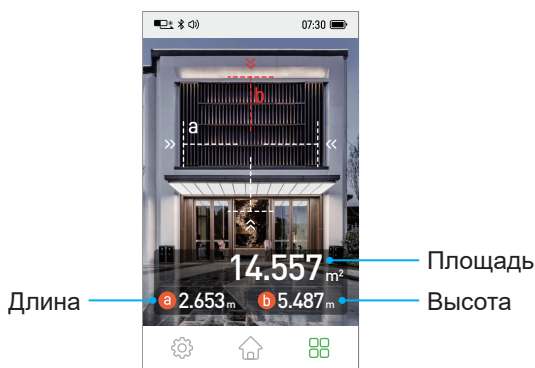 07:30
b
a
14.557 m²
Площадь
Длина
a 2.653 m
b 5.487 m
Высота